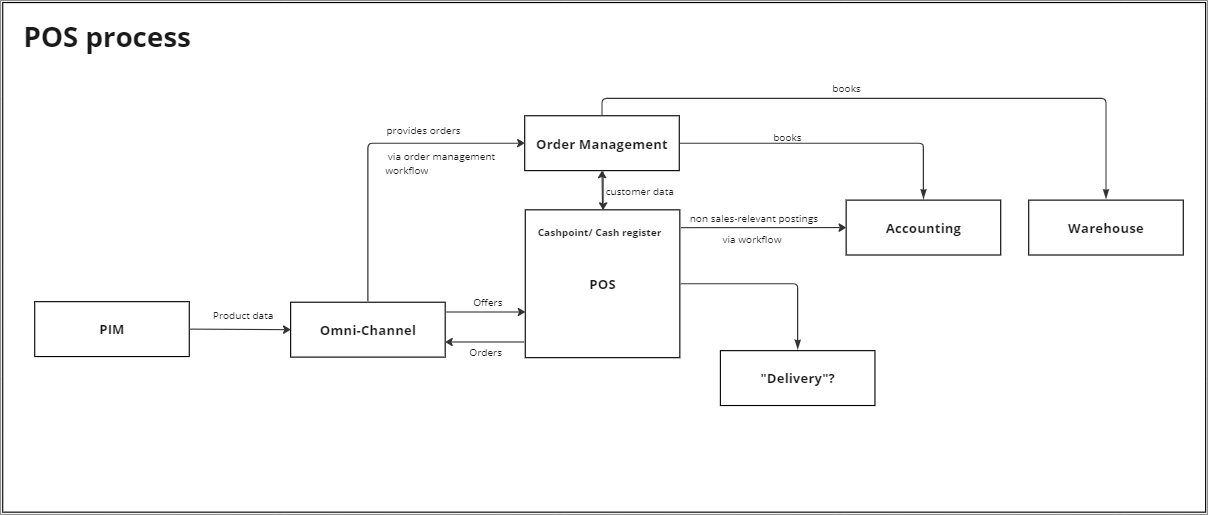 POS process
books
provides orders
Order Management
books
via order management
workflow
customer data
non sales-relevant postings
Accounting
Warehouse
Cashpoint/ Cash register
via workflow
POS
Offers
Product data
PIM
Omni-Channel
Orders
"Delivery"?